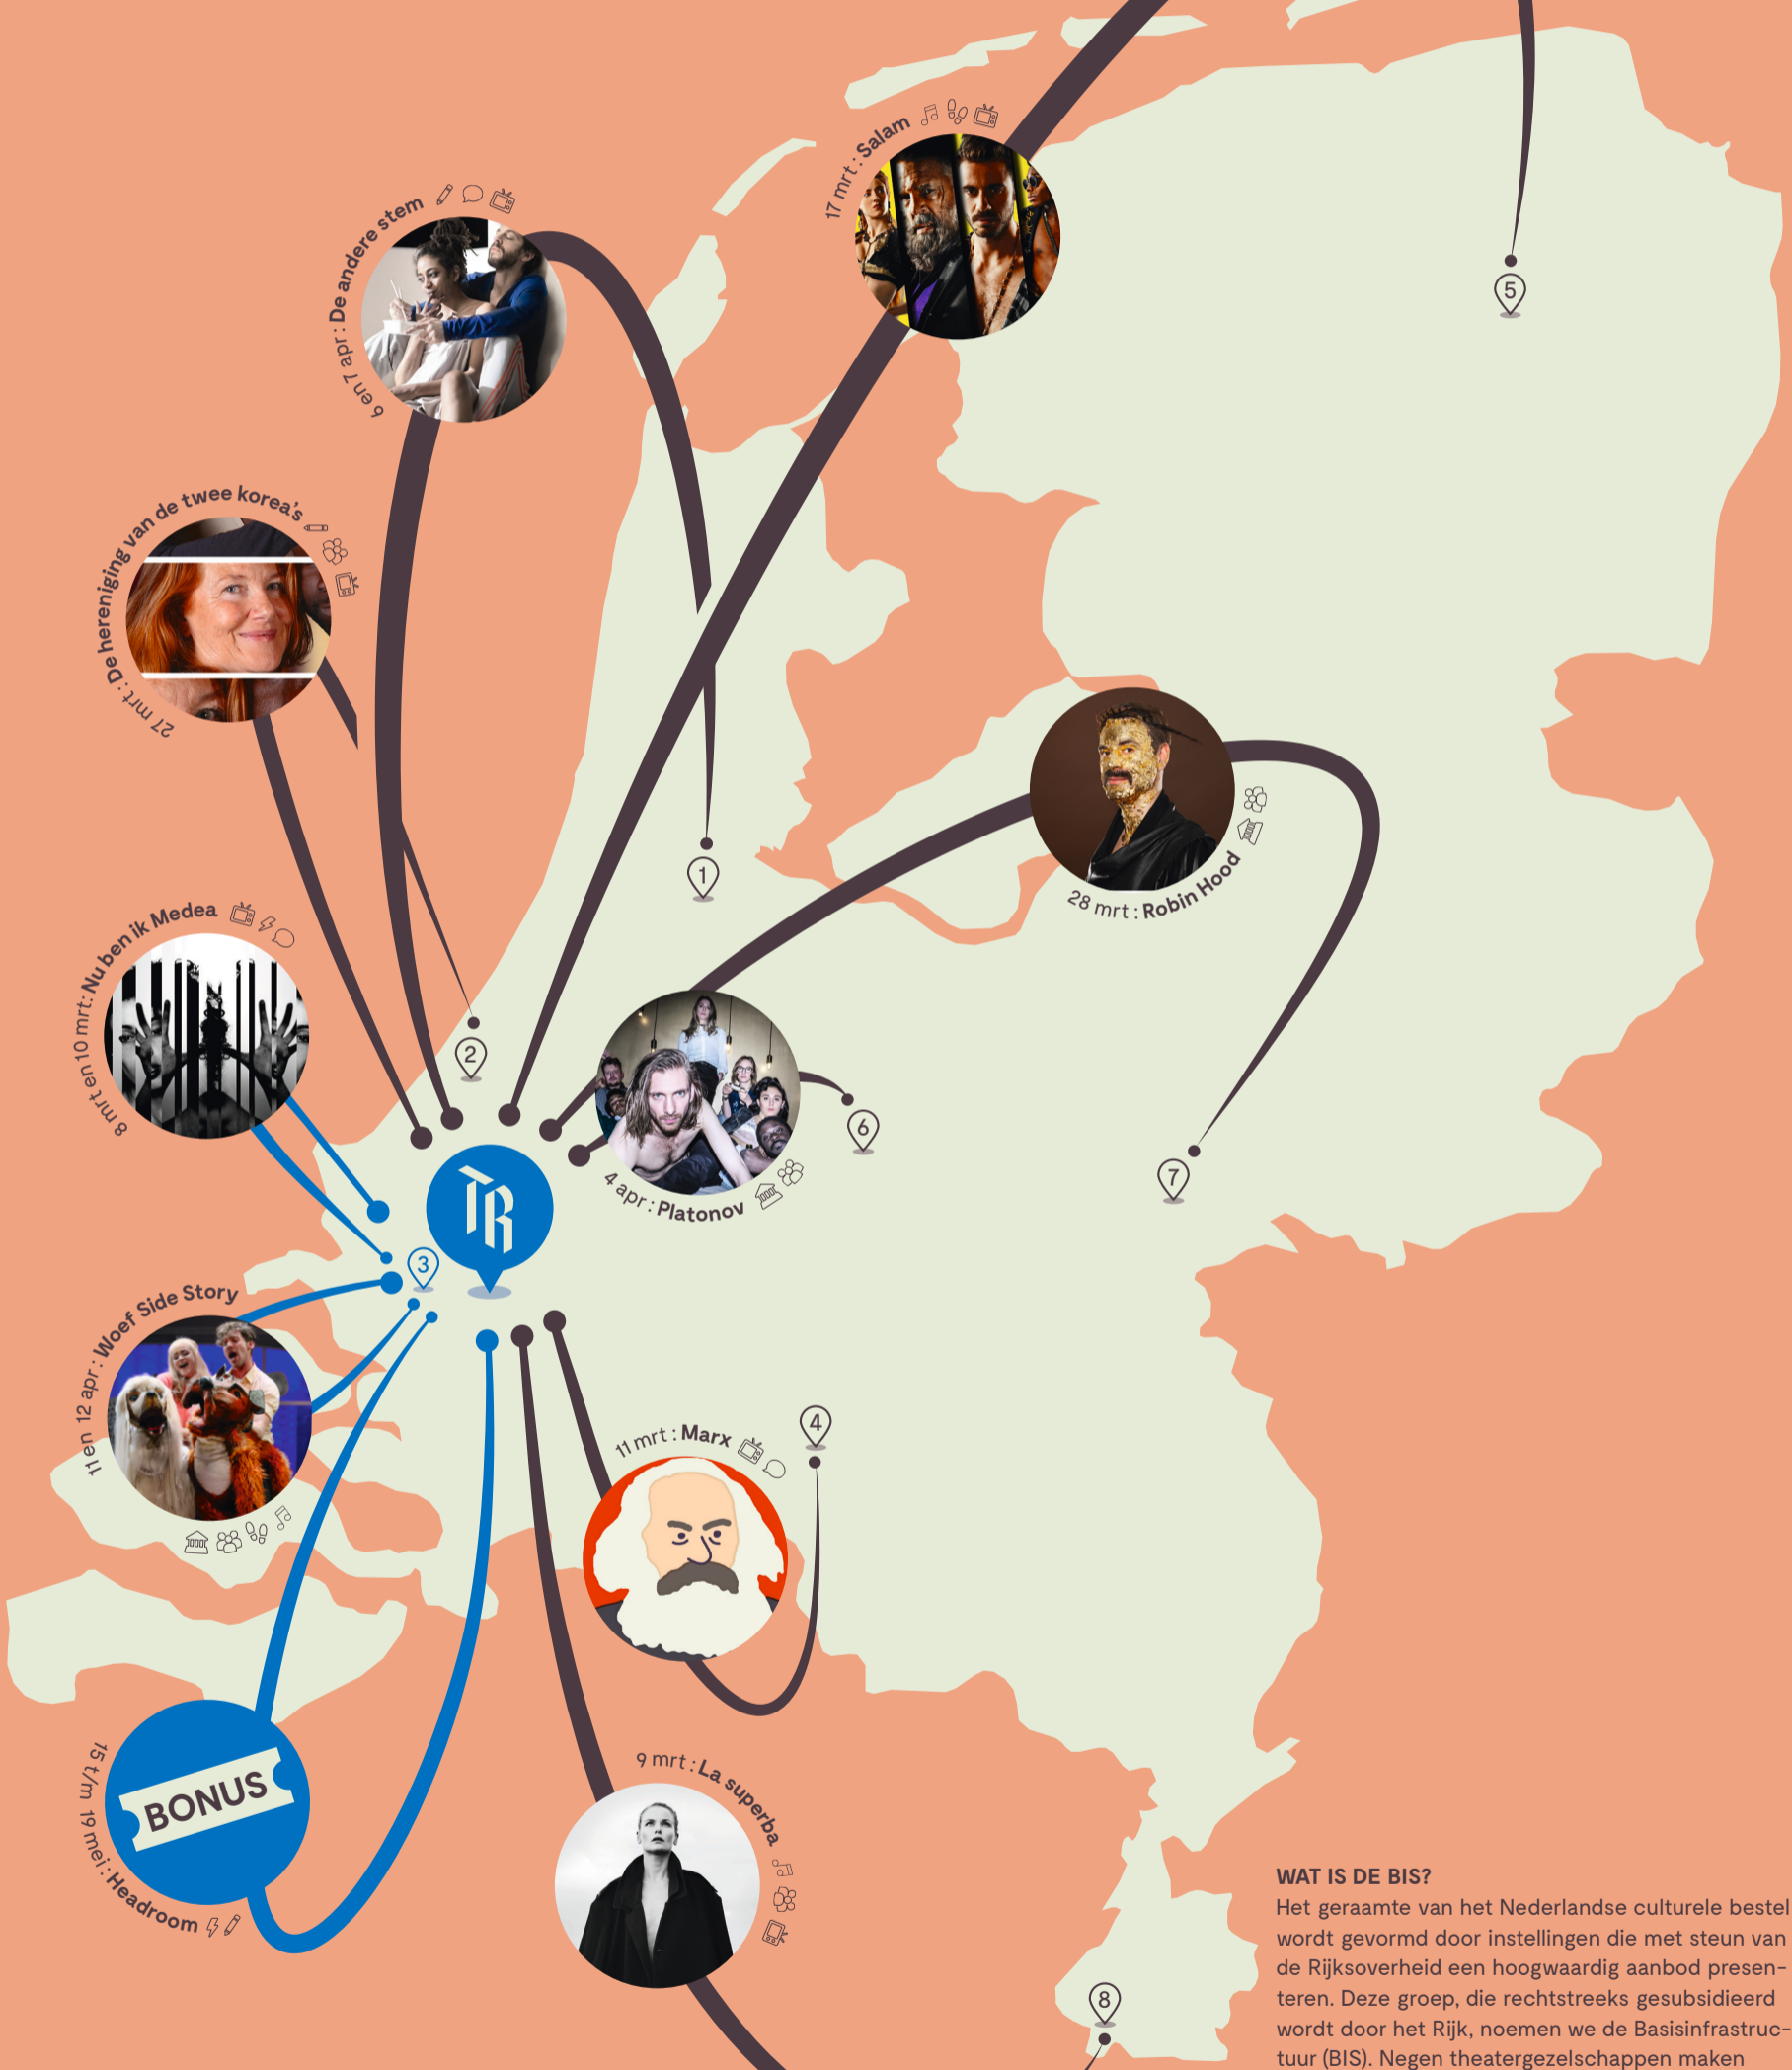 17 mrt : Salam
6 en 7 apr : De andere stem
5
27 mrt : De hereniging van de twee korea's
1
28 mrt : Robin Hood
8 mrt en 10 mrt: Nu ben ik Medea
2
6
7
4 apr : Platonov
TR
3
11 en 12 apr : Woef Side Story
4
11 mrt : Marx
9 mrt : La superba
BONUS
15 t/m 19 mei : Headroom
8
WAT IS DE BIS?
Het geraamte van het Nederlandse culturele bestel
wordt gevormd door instellingen die met steun van
de Rijksoverheid een hoogwaardig aanbod presen-
teren. Deze groep, die rechtstreeks gesubsidieerd
wordt door het Rijk, noemen we de Basisinfrastruc-
tuur (BIS). Negen theatergezelschappen maken